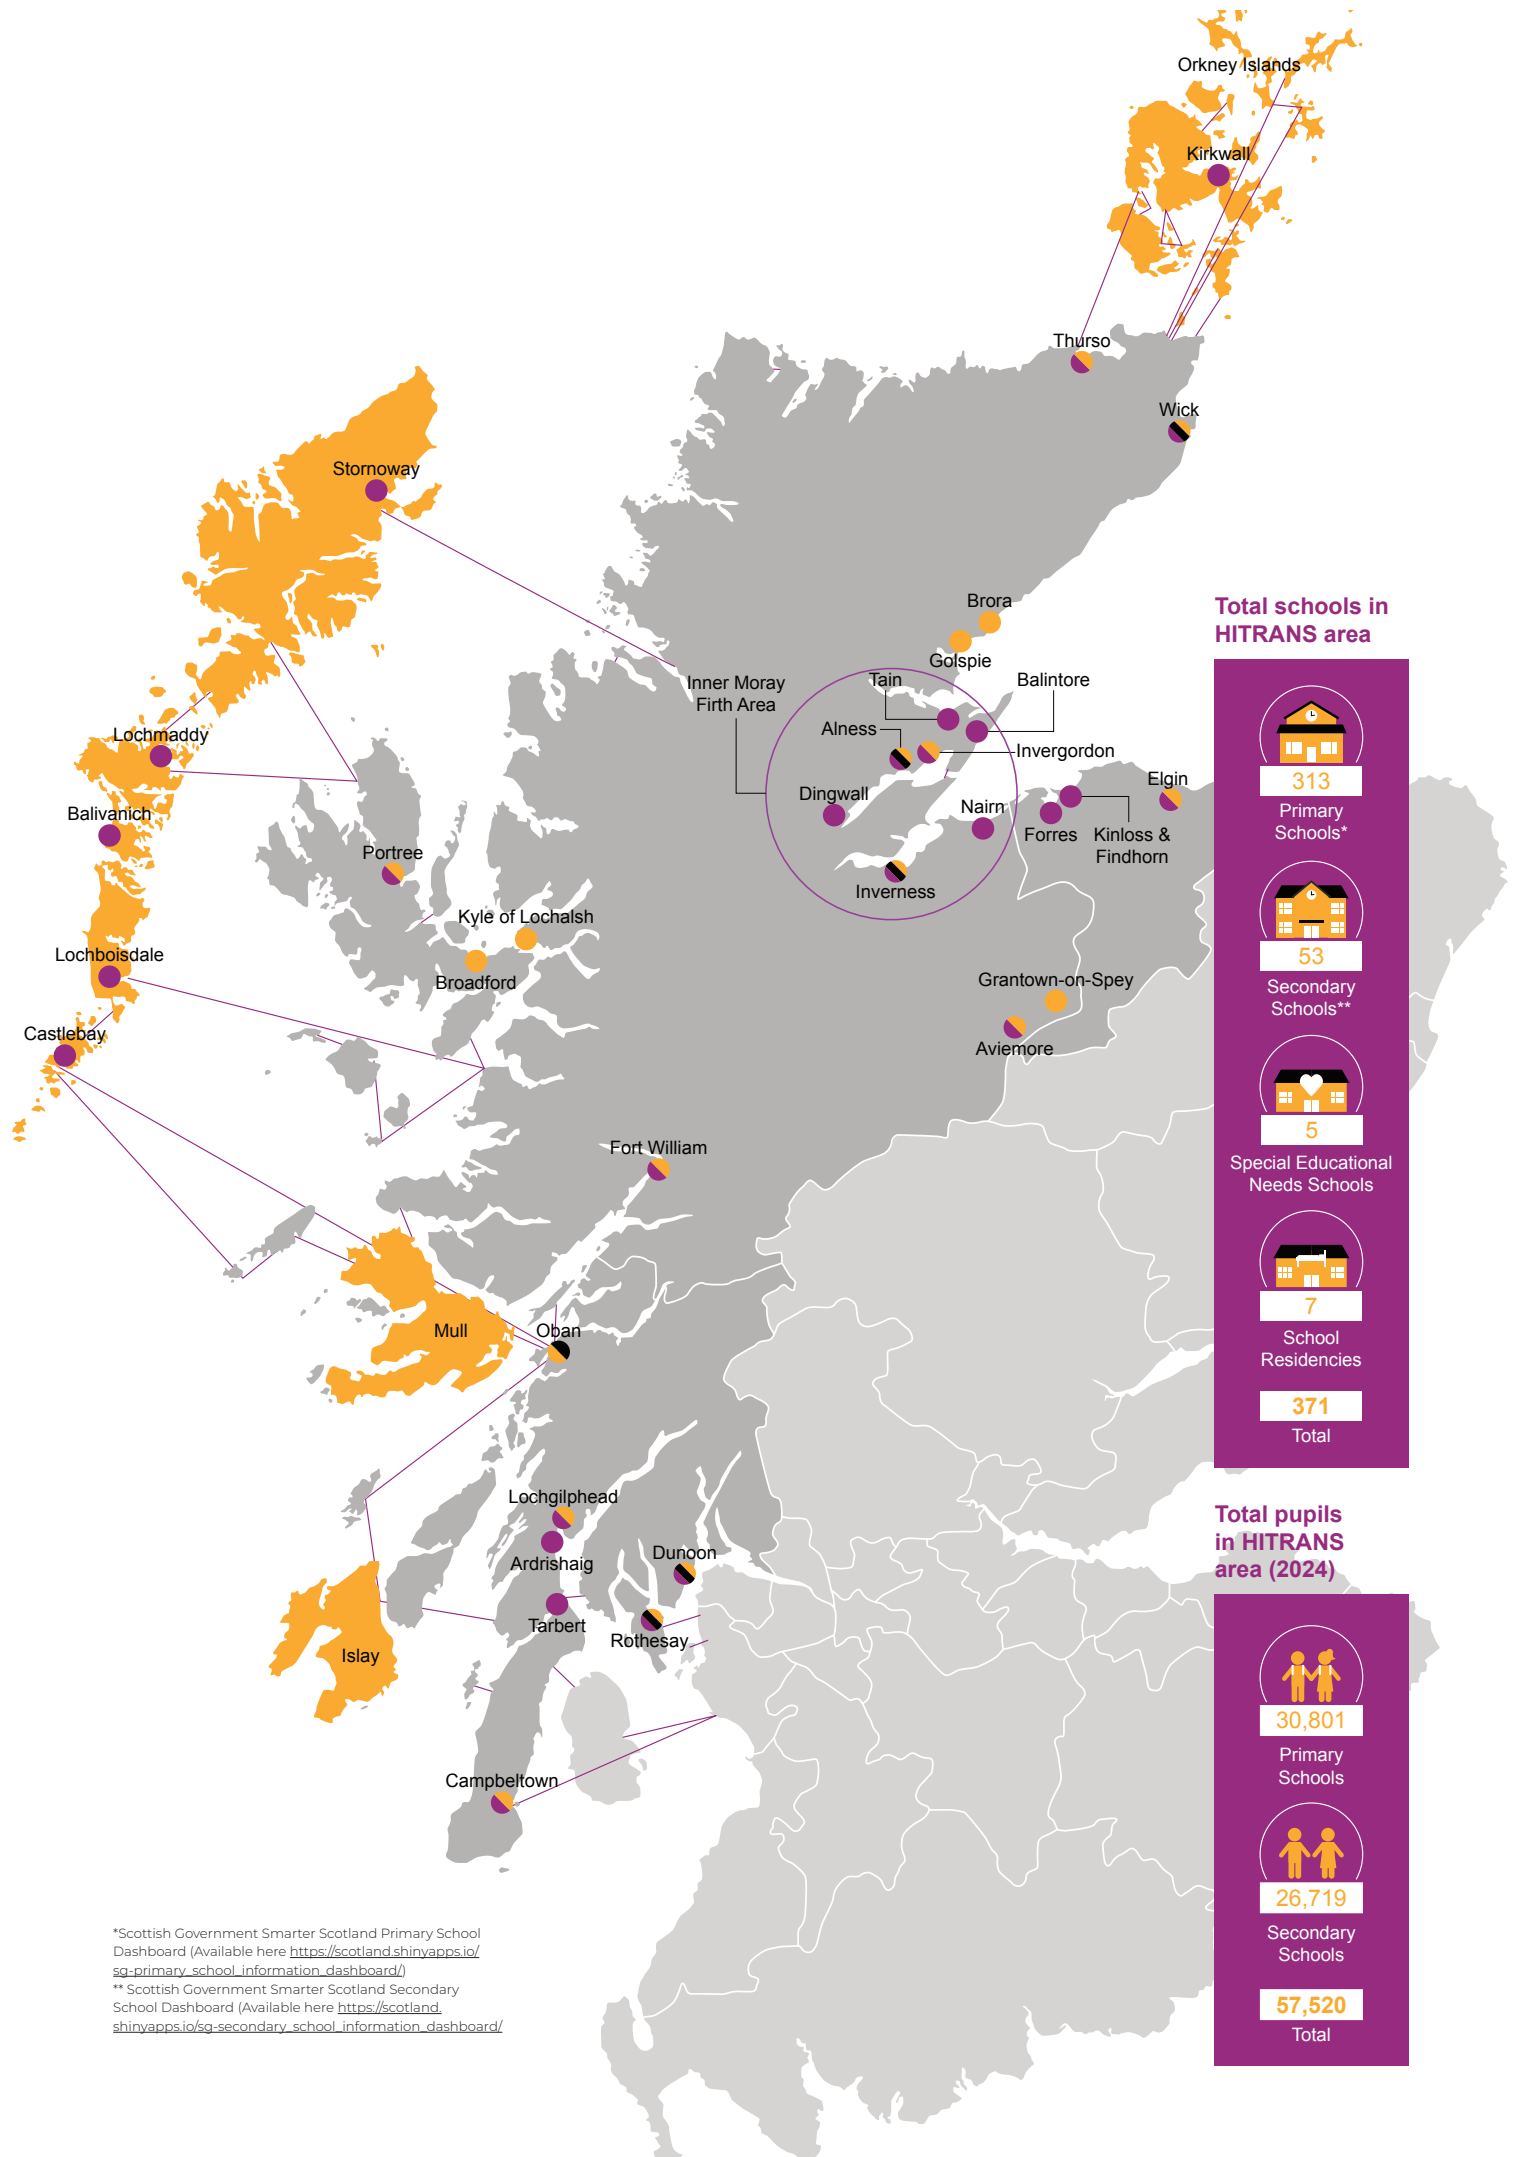 Orkney Islands
Kirkwall
Thurso
Wick
Stornoway
Brora
Golspie
Inner Moray
Firth Area
Tain
Balintore
Alness
Invergordon
Lochmaddy
Dingwall
Nairn
Elgin
Balivanich
Forres
Kinloss &
Findhorn
Portree
Inverness
Kyle of Lochalsh
Lochboisdale
Broadford
Grantown-on-Spey
Castlebay
Aviemore
Fort William
Mull
Oban
Lochgilphead
Ardrishaig
Dunoon
Tarbert
Rothesay
Islay
Campbeltown
Total schools in
HITRANS area
313
Primary
Schools*
53
Secondary
Schools**
5
Special Educational
Needs Schools
7
School
Residencies
371
Total
Total pupils
in HITRANS
area (2024)
30,801
Primary
Schools
26,719
Secondary
Schools
57,520
Total
*Scottish Government Smarter Scotland Primary School
Dashboard (Available here https://scotland.shinyapps.io/
sg-primary_school_information_dashboard/)
** Scottish Government Smarter Scotland Secondary
School Dashboard (Available here https://scotland.
shinyapps.io/sg-secondary_school_information_dashboard/